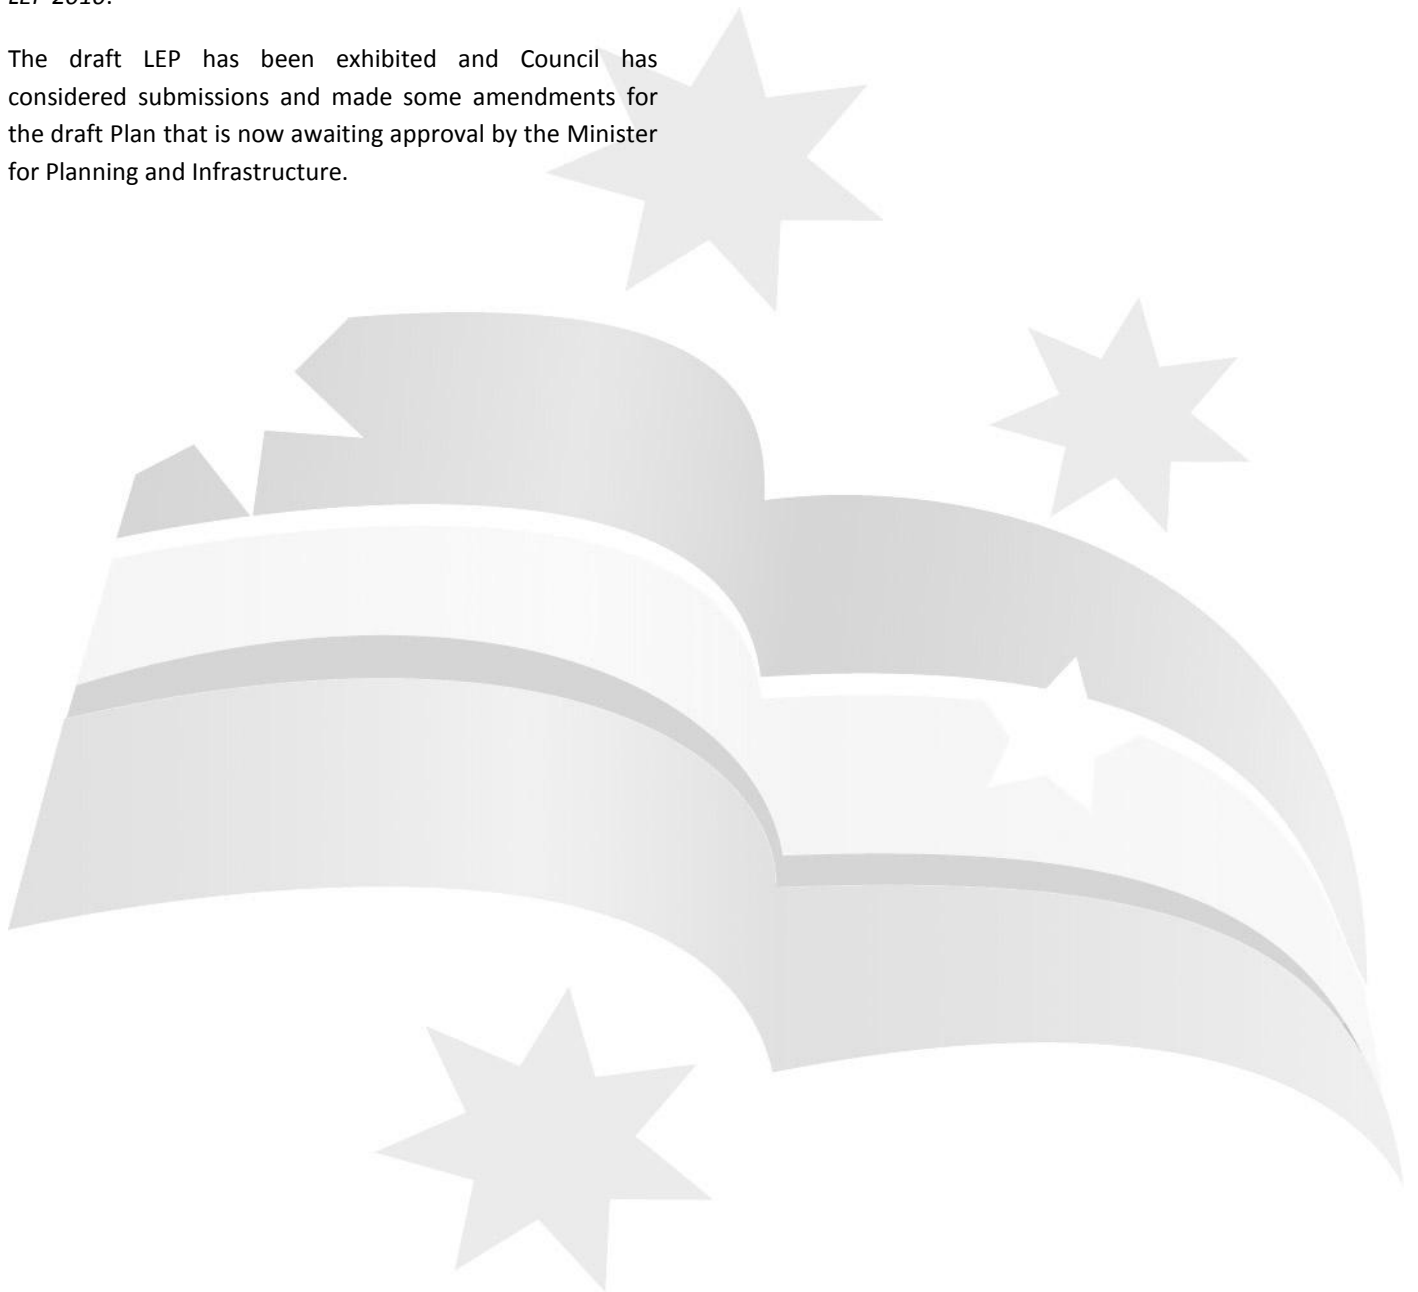 The draft LEP has been exhibited and Council has
considered submissions and made some amendments for
the draft Plan that is now awaiting approval by the Minister
for Planning and Infrastructure.